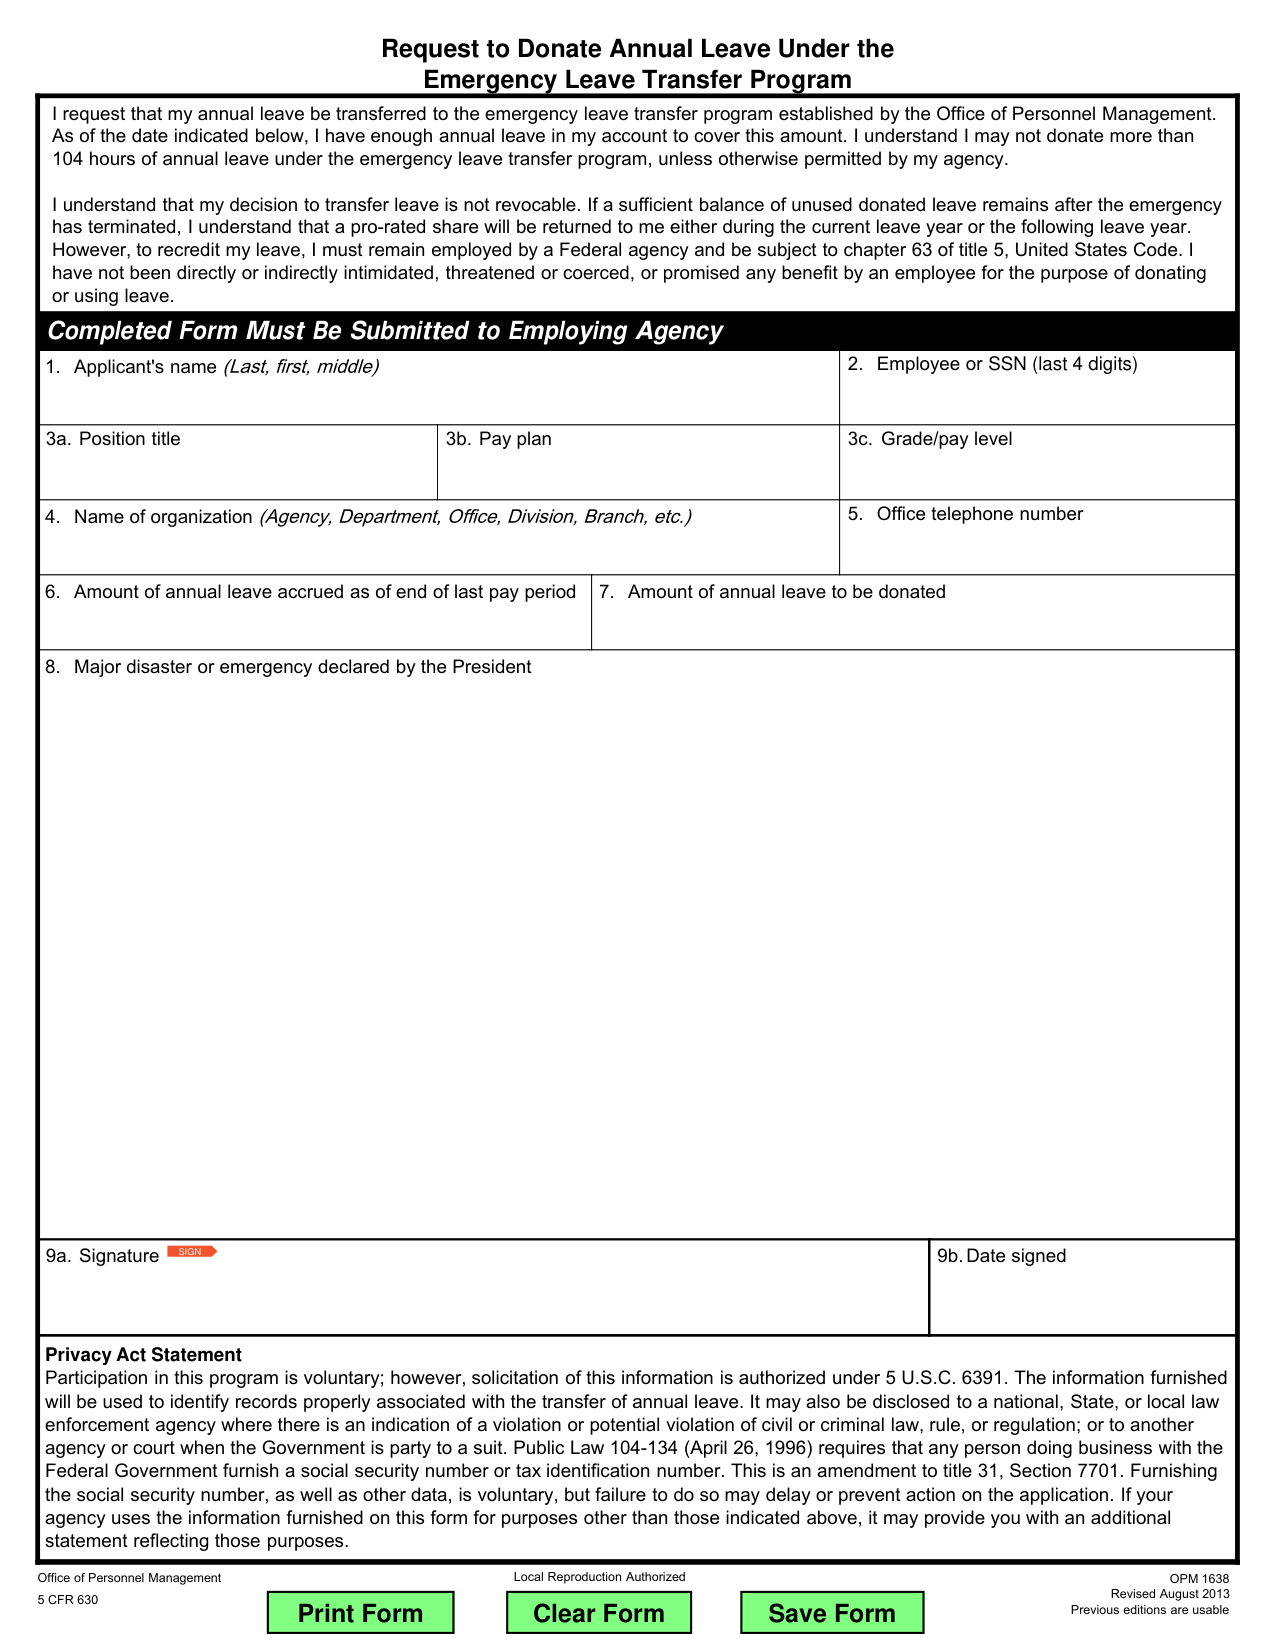 Request to Donate Annual Leave Under the
Emergency Leave Transfer Program
I request that my annual leave be transferred to the emergency leave transfer program established by the Office of Personnel Management.
As of the date indicated below, I have enough annual leave in my account to cover this amount. I understand I may not donate more than
104 hours of annual leave under the emergency leave transfer program, unless otherwise permitted by my agency.
I understand that my decision to transfer leave is not revocable. If a sufficient balance of unused donated leave remains after the emergency
has terminated, I understand that a pro-rated share will be returned to me either during the current leave year or the following leave year.
However, to recredit my leave, I must remain employed by a Federal agency and be subject to chapter 63 of title 5, United States Code. I
have not been directly or indirectly intimidated, threatened or coerced, or promised any benefit by an employee for the purpose of donating
or using leave.
Completed Form Must Be Submitted to Employing Agency
1. Applicant's name (Last, first, middle)
2. Employee or SSN (last 4 digits)
3a. Position title
3b. Pay plan
3c. Grade/pay level
4. Name of organization (Agency, Department, Office, Division, Branch, etc.)
5. Office telephone number
6. Amount of annual leave accrued as of end of last pay period
7. Amount of annual leave to be donated
8. Major disaster or emergency declared by the President
9a. Signature SIGN
9b. Date signed
Privacy Act Statement
Participation in this program is voluntary; however, solicitation of this information is authorized under 5 U.S.C. 6391. The information furnished
will be used to identify records properly associated with the transfer of annual leave. It may also be disclosed to a national, State, or local law
enforcement agency where there is an indication of a violation or potential violation of civil or criminal law, rule, or regulation; or to another
agency or court when the Government is party to a suit. Public Law 104-134 (April 26, 1996) requires that any person doing business with the
Federal Government furnish a social security number or tax identification number. This is an amendment to title 31, Section 7701. Furnishing
the social security number, as well as other data, is voluntary, but failure to do so may delay or prevent action on the application. If your
agency uses the information furnished on this form for purposes other than those indicated above, it may provide you with an additional
statement reflecting those purposes.
Office of Personnel Management
5 CFR 630
Local Reproduction Authorized
OPM 1638
Revised August 2013
Previous editions are usable
Print Form
Clear Form
Save Form